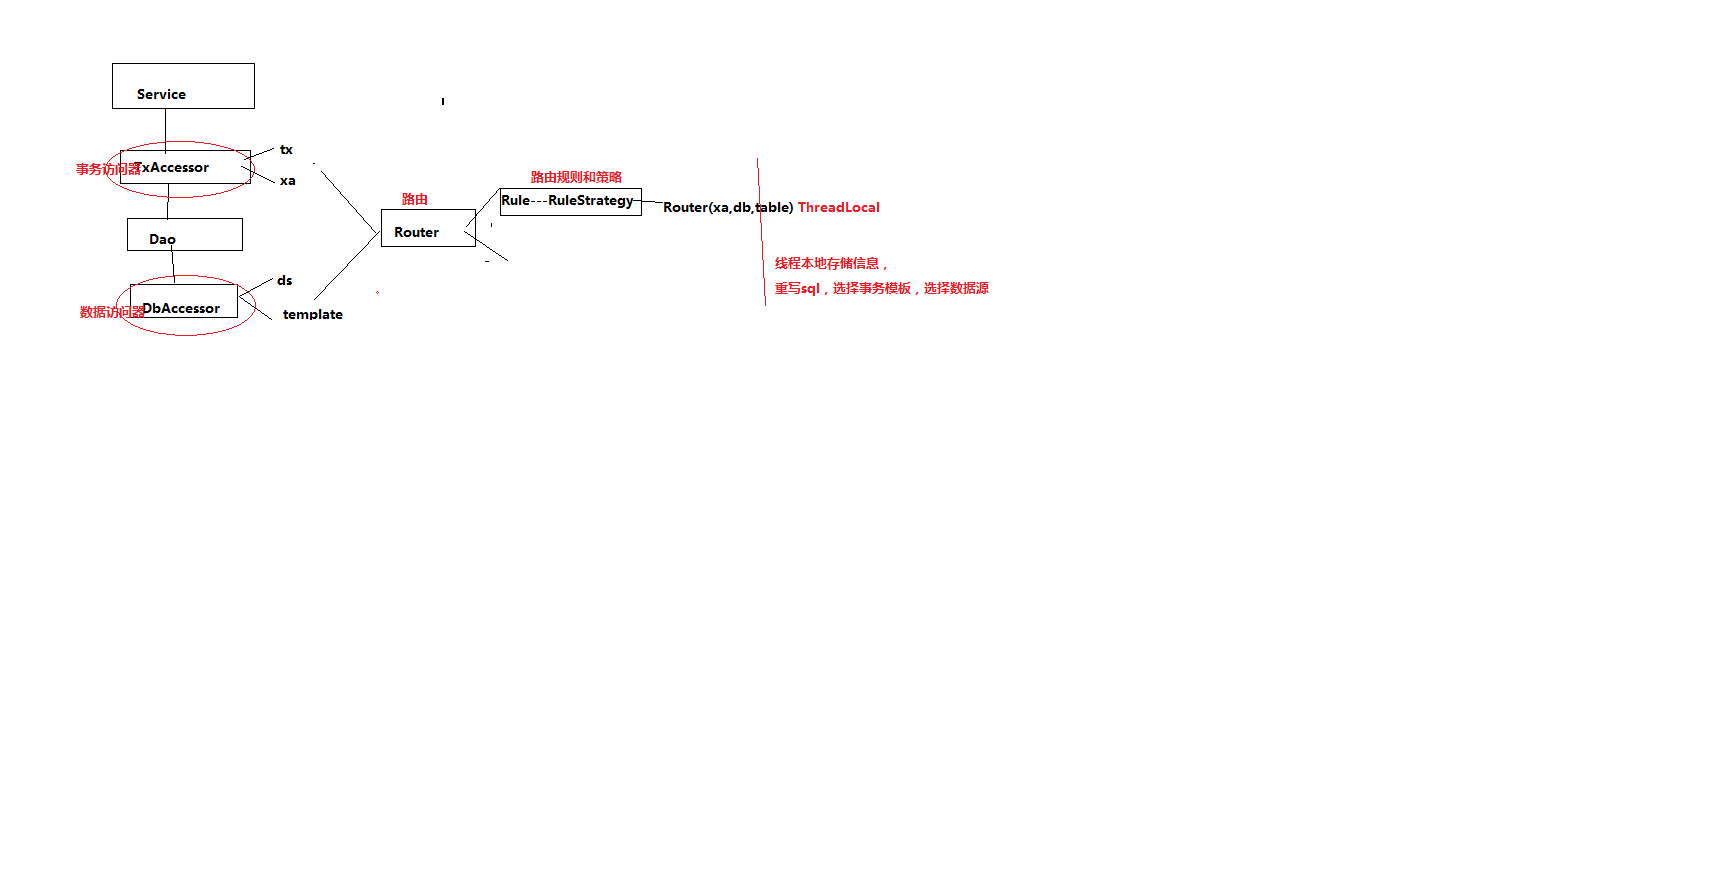 Service
事务访问器
TxAccessor
tx
xa
Dao
数据访问器
DbAccessor
ds
template
路由
Router
路由规则和策略
Rule---RuleStrategy
Router(xa,db,table) ThreadLocal
线程本地存储信息，
重写sql，选择事务模板，选择数据源